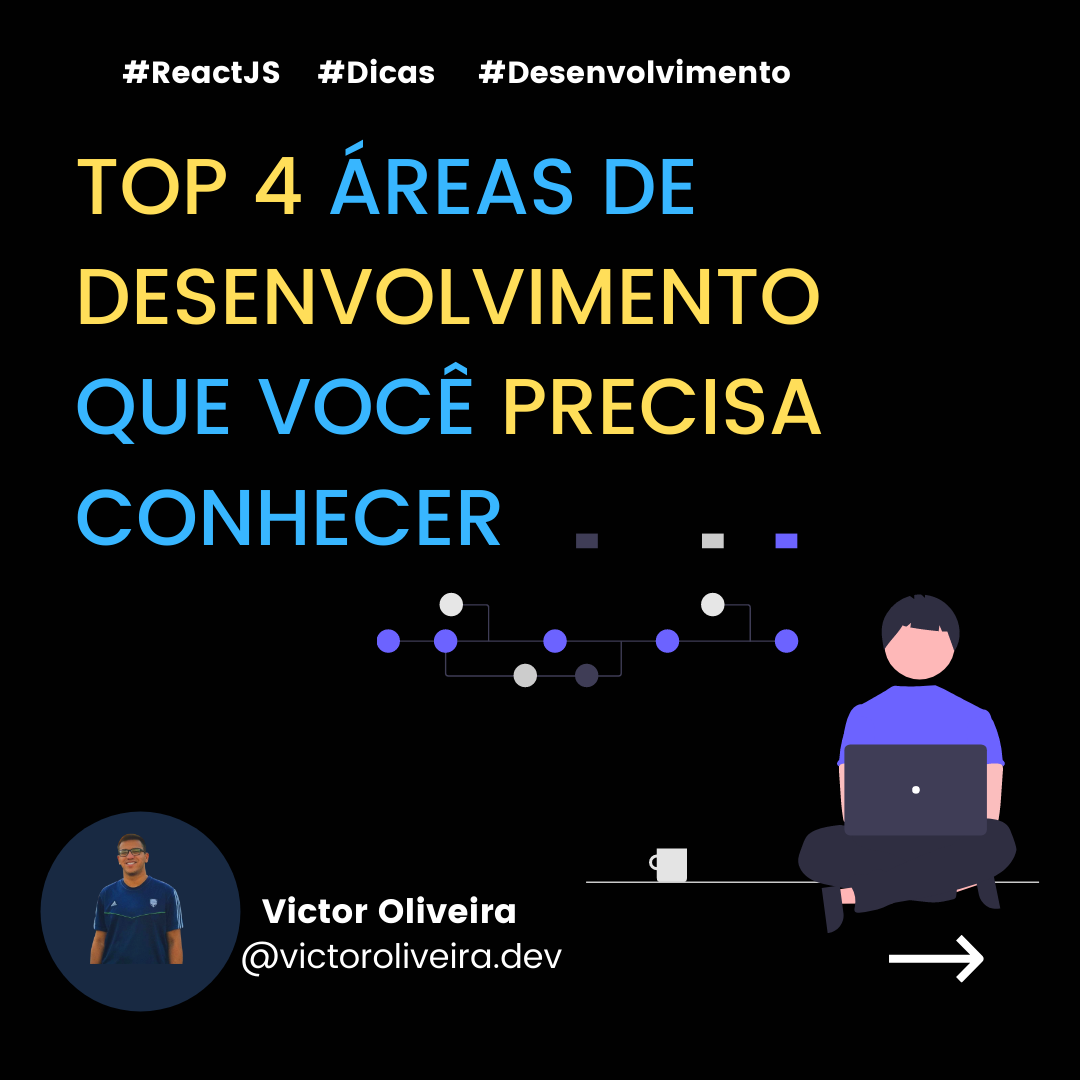 #ReactJS #Dicas #Desenvolvimento
TOP 4 ÁREAS DE
DESENVOLVIMENTO
QUE VOCÊ PRECISA
CONHECER
Victor Oliveira
@victoroliveira.dev